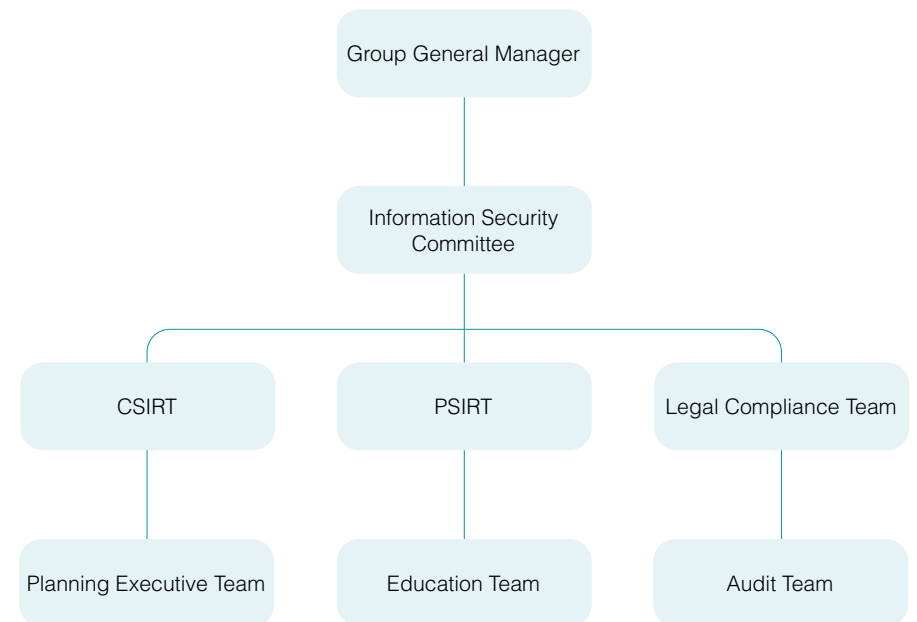 Group General Manager
Information Security
Committee
CSIRT
PSIRT
Legal Compliance Team
Planning Executive Team
Education Team
Audit Team